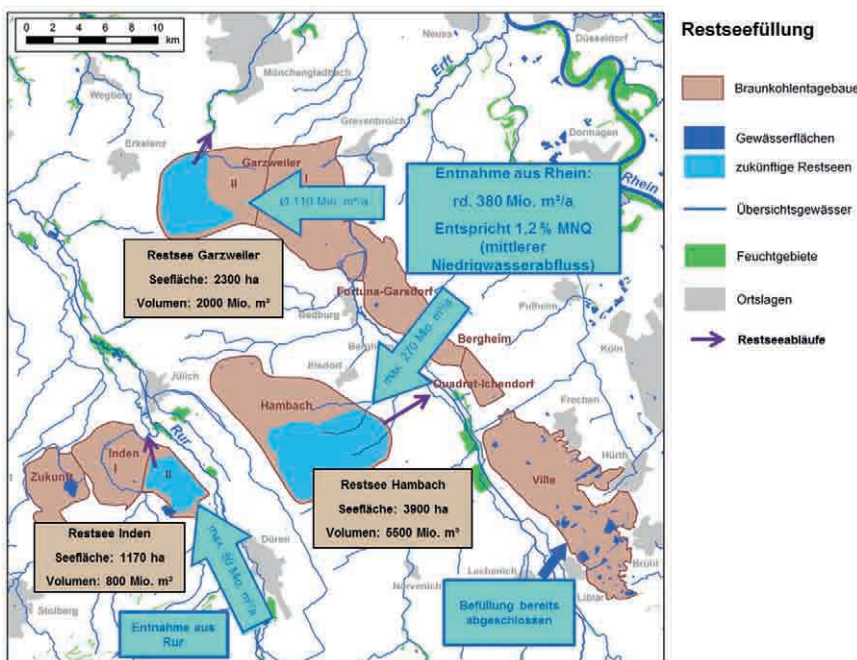 0 2 4 6 8 10
km
Neuss
Düsseldorf
Mönchengladbach
Wegberg
Erft
Grevenbroich
Erkelenz
Dormagen
Garzweiler
II
I
Rhein
Ø 110 Mio. m³/a
Entnahme aus Rhein:
rd. 380 Mio. m³/a
Entspricht 1,2 % MNQ
(mittlerer
Niedrigwasserabfluss)
Restsee Garzweiler
Seefläche: 2300 ha
Volumen: 2000 Mio. m³
Fortuna-Garsdorf
Bedburg
Pulheim
Bergheim
Bergheim
max. 270 Mio. m³/a
Elsdorf
Quadrat-Ichendorf
Köln
Jülich
Hambach
Frechen
Rur
Hürth
Inden
I
II
Zukunft
Ville
Restsee Hambach
Seefläche: 3900 ha
Volumen: 5500 Mio. m³
Restsee Inden
Seefläche: 1170 ha
Volumen: 800 Mio. m³
Düren
Brühl
Lechenich
Liblar
Nörvenich
Stolberg
Entnahme aus
Rur
Befüllung bereits
abgeschlossen
Restseefüllung
Braunkohlentagebaue
Gewässerflächen
zukünftige Restseen
Übersichtsgewässer
Feuchtgebiete
Ortslagen
Restseeabläufe